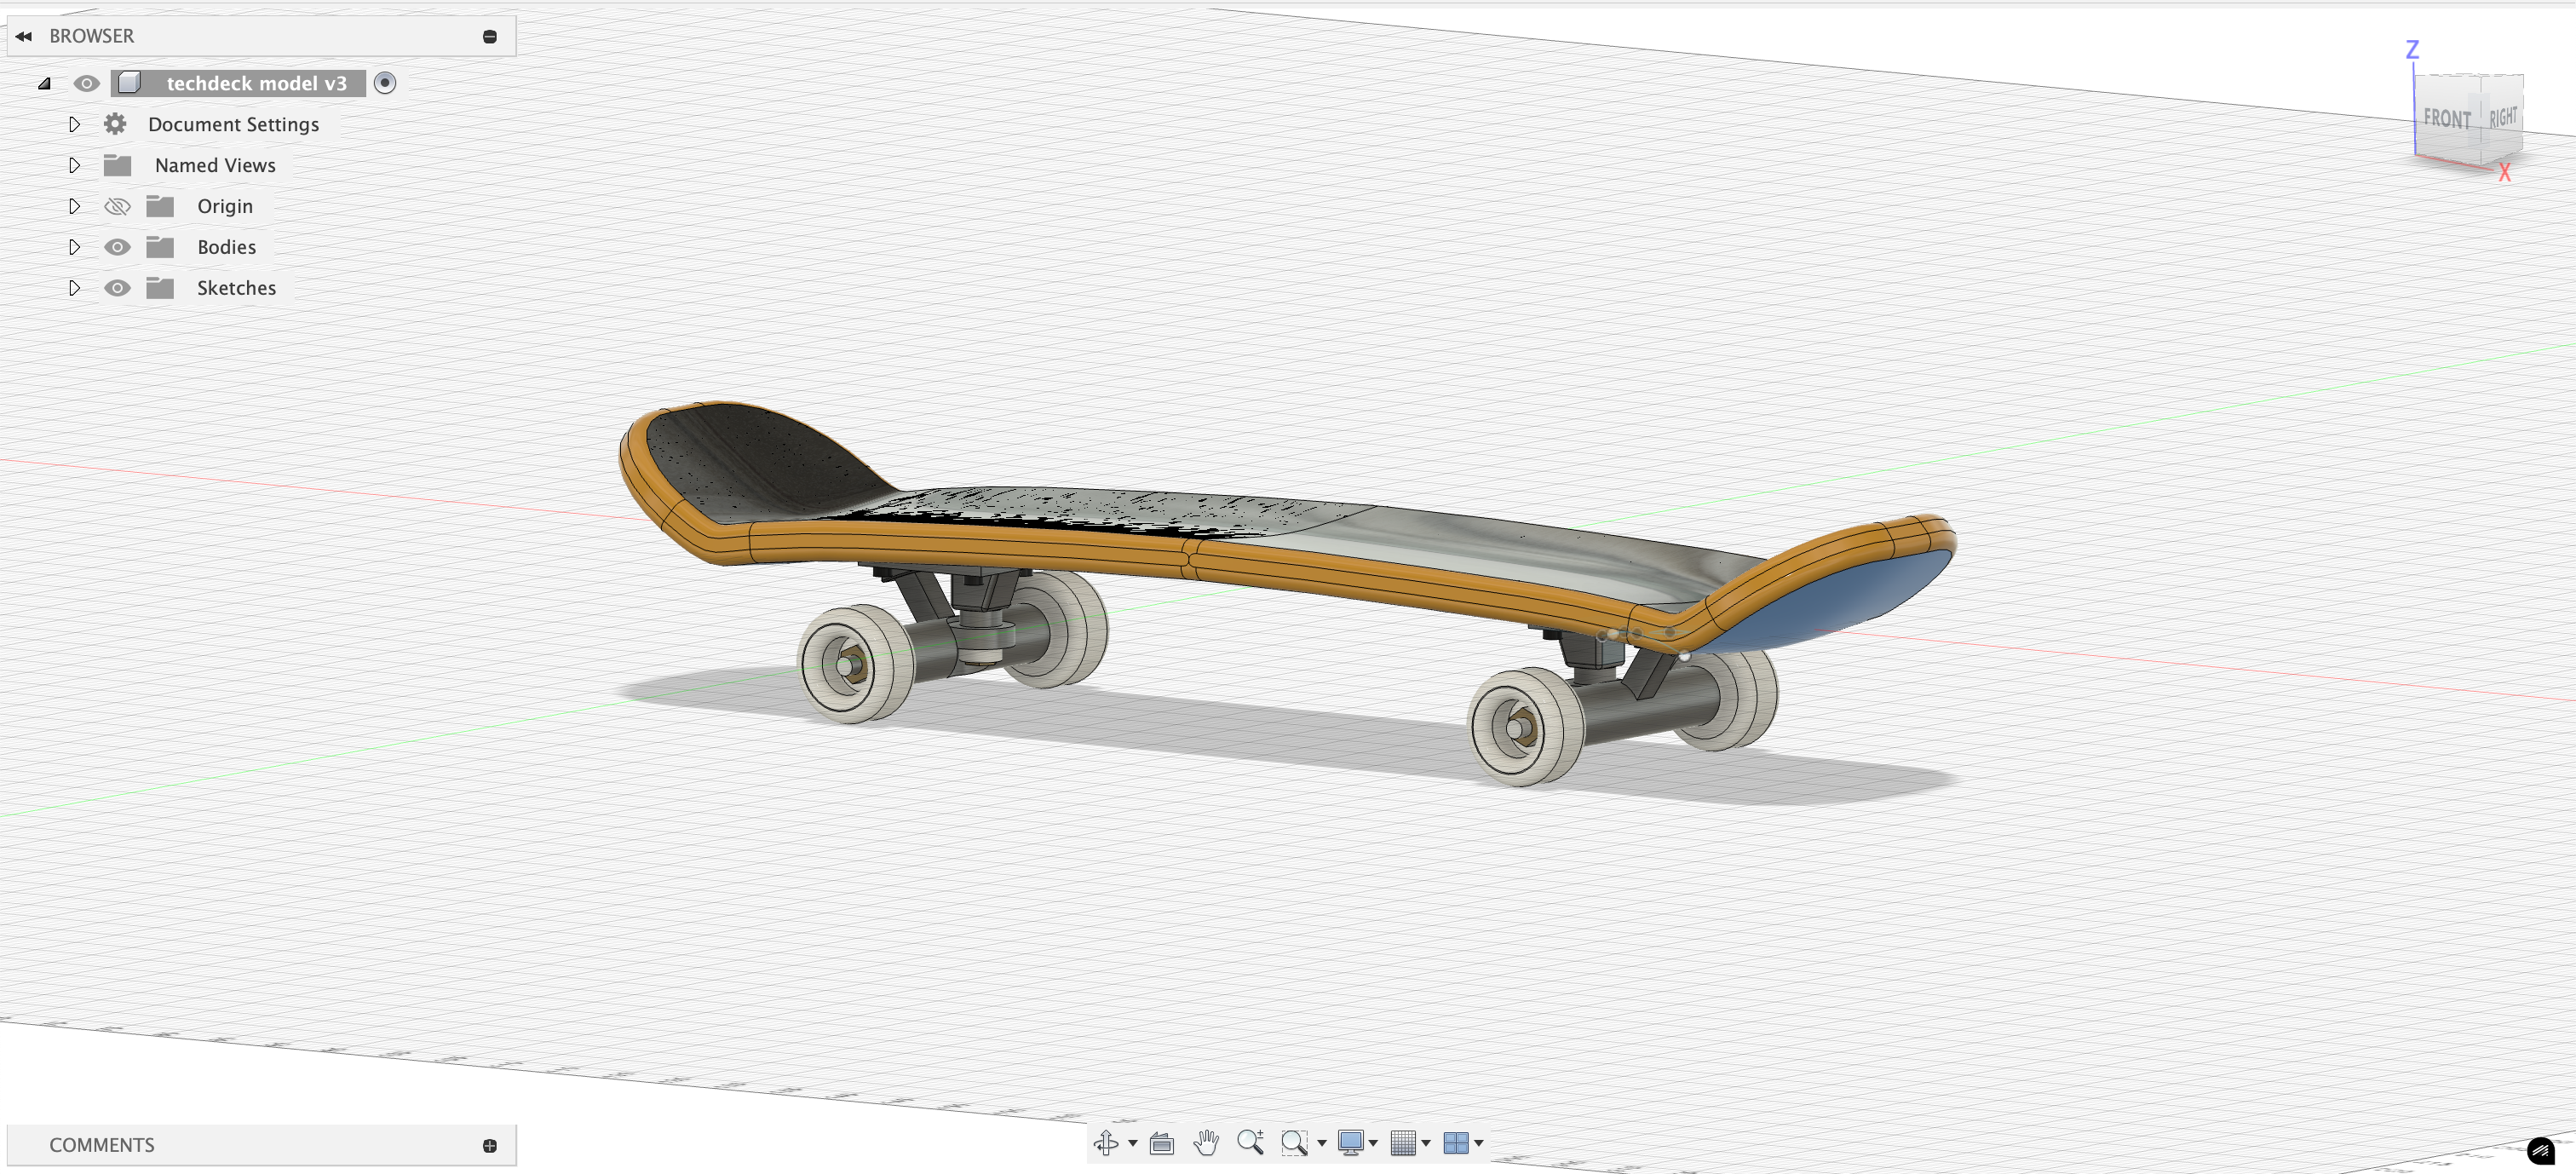 BROWSER
techdeck model v3
Document Settings
Named Views
Origin
Bodies
Sketches
Z
FRONT
RIGHT
X
COMMENTS